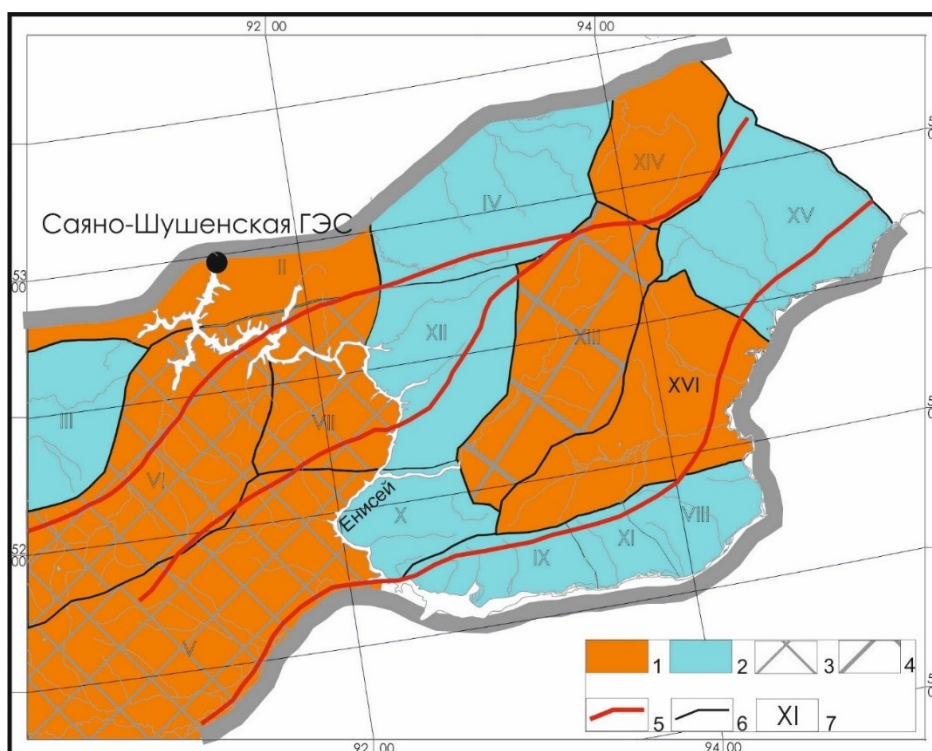 92 00
94 00
XIV
IV
XV
Саяно-Шушенская ГЭС
II
53
00
XII
XIII
XVI
III
VII
VI
Енисей
X
VIII
XI
IX
52
00
V
1
2
3
4
5
6
XI
7
92 00
94 00